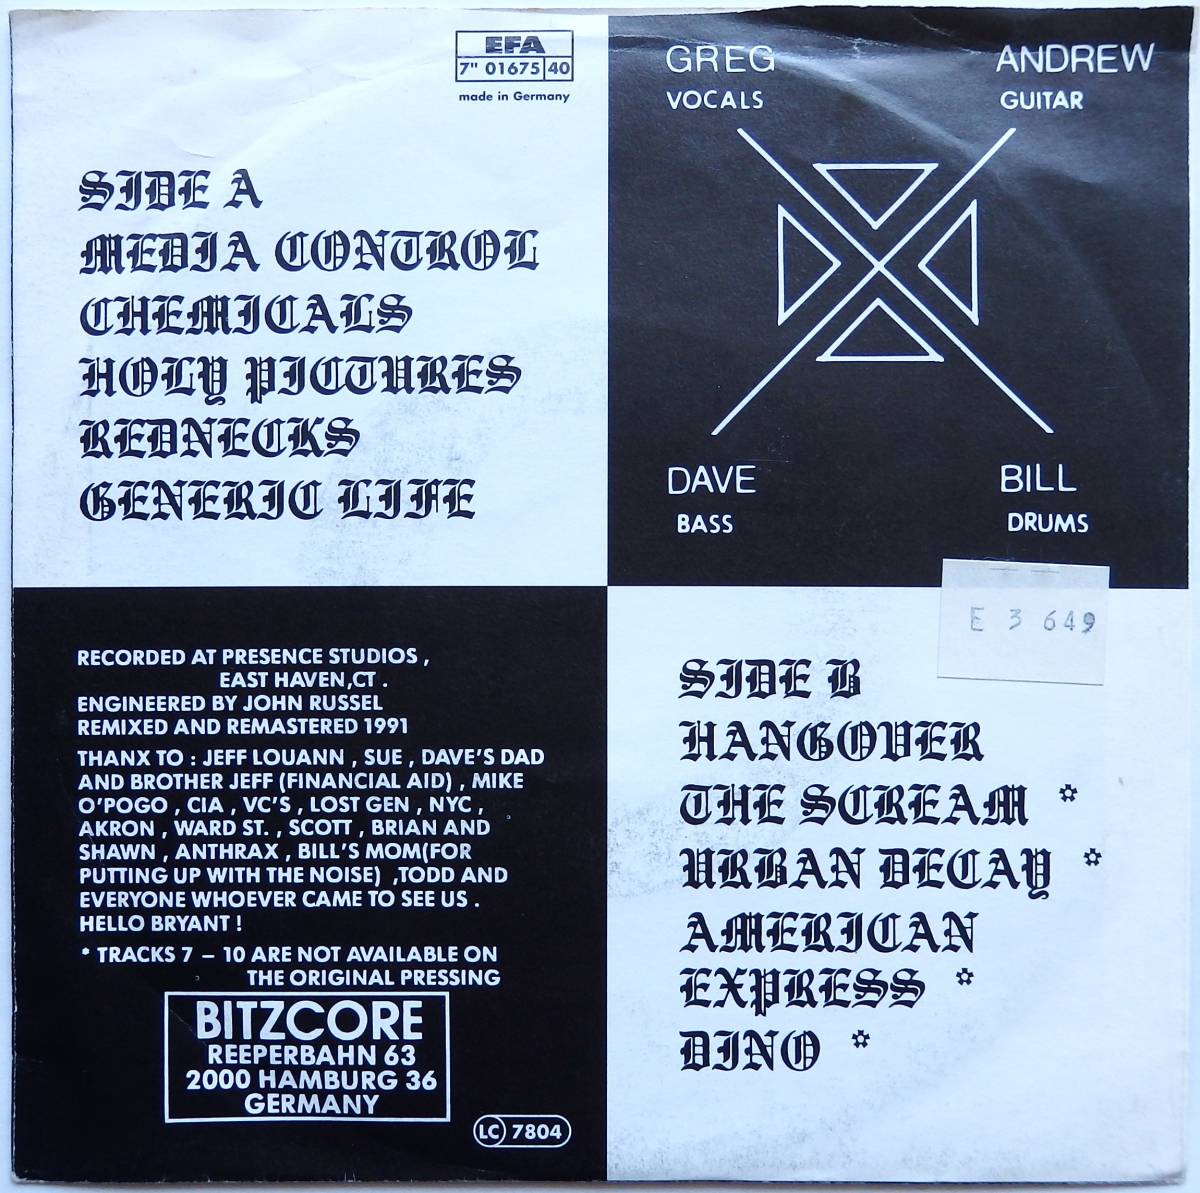 EFA
7" 01675 40
made in Germany
SIDE A
MEDIA CONTROL
CHEMICALS
HOLY PICTURES
REDNECKS
GENERIC LIFE
GREG
VOCALS
ANDREW
GUITAR
DAVE
BASS
BILL
DRUMS
E 3 649
RECORDED AT PRESENCE STUDIOS ,
EAST HAVEN,CT .
ENGINEERED BY JOHN RUSSEL
REMIXED AND REMASTERED 1991
THANX TO : JEFF LOUANN , SUE , DAVE'S DAD
AND BROTHER JEFF (FINANCIAL AID) , MIKE
O'POGO , CIA , VC'S , LOST GEN , NYC ,
AKRON , WARD ST. , SCOTT , BRIAN AND
SHAWN , ANTHRAX , BILL'S MOM(FOR
PUTTING UP WITH THE NOISE) ,TODD AND
EVERYONE WHOEVER CAME TO SEE US .
HELLO BRYANT !
* TRACKS 7 – 10 ARE NOT AVAILABLE ON
THE ORIGINAL PRESSING
BITZCORE
REEPERBAHN 63
2000 HAMBURG 36
GERMANY
LC 7804
SIDE B
HANGOVER
THE SCREAM *
URBAN DECAY *
AMERICAN
EXPRESS *
DINO *